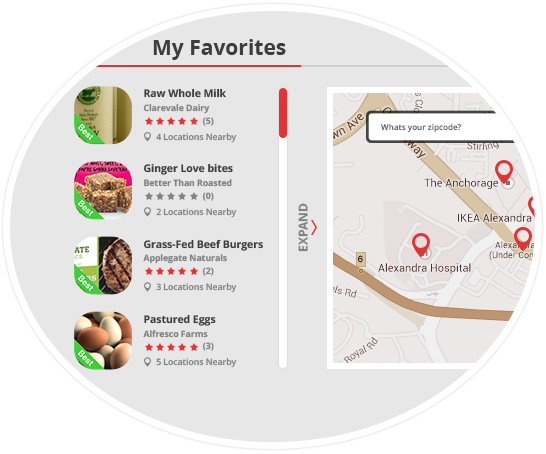 My Favorites
Raw Whole Milk
Clarevale Dairy
(5)
4 Locations Nearby
Best
Ginger Love bites
Better Than Roasted
(0)
2 Locations Nearby
Best
Grass-Fed Beef Burgers
Applegate Naturals
(2)
3 Locations Nearby
Best
Pastured Eggs
Alfresco Farms
(3)
5 Locations Nearby
Best
EXPAND
Whats your zipcode?
wn Ave
way
Stirling
The Anchorage
IKEA Alexandra
Alexandra
(Under Con
Alexandra Hospital
6
els Rd
Royal Rd